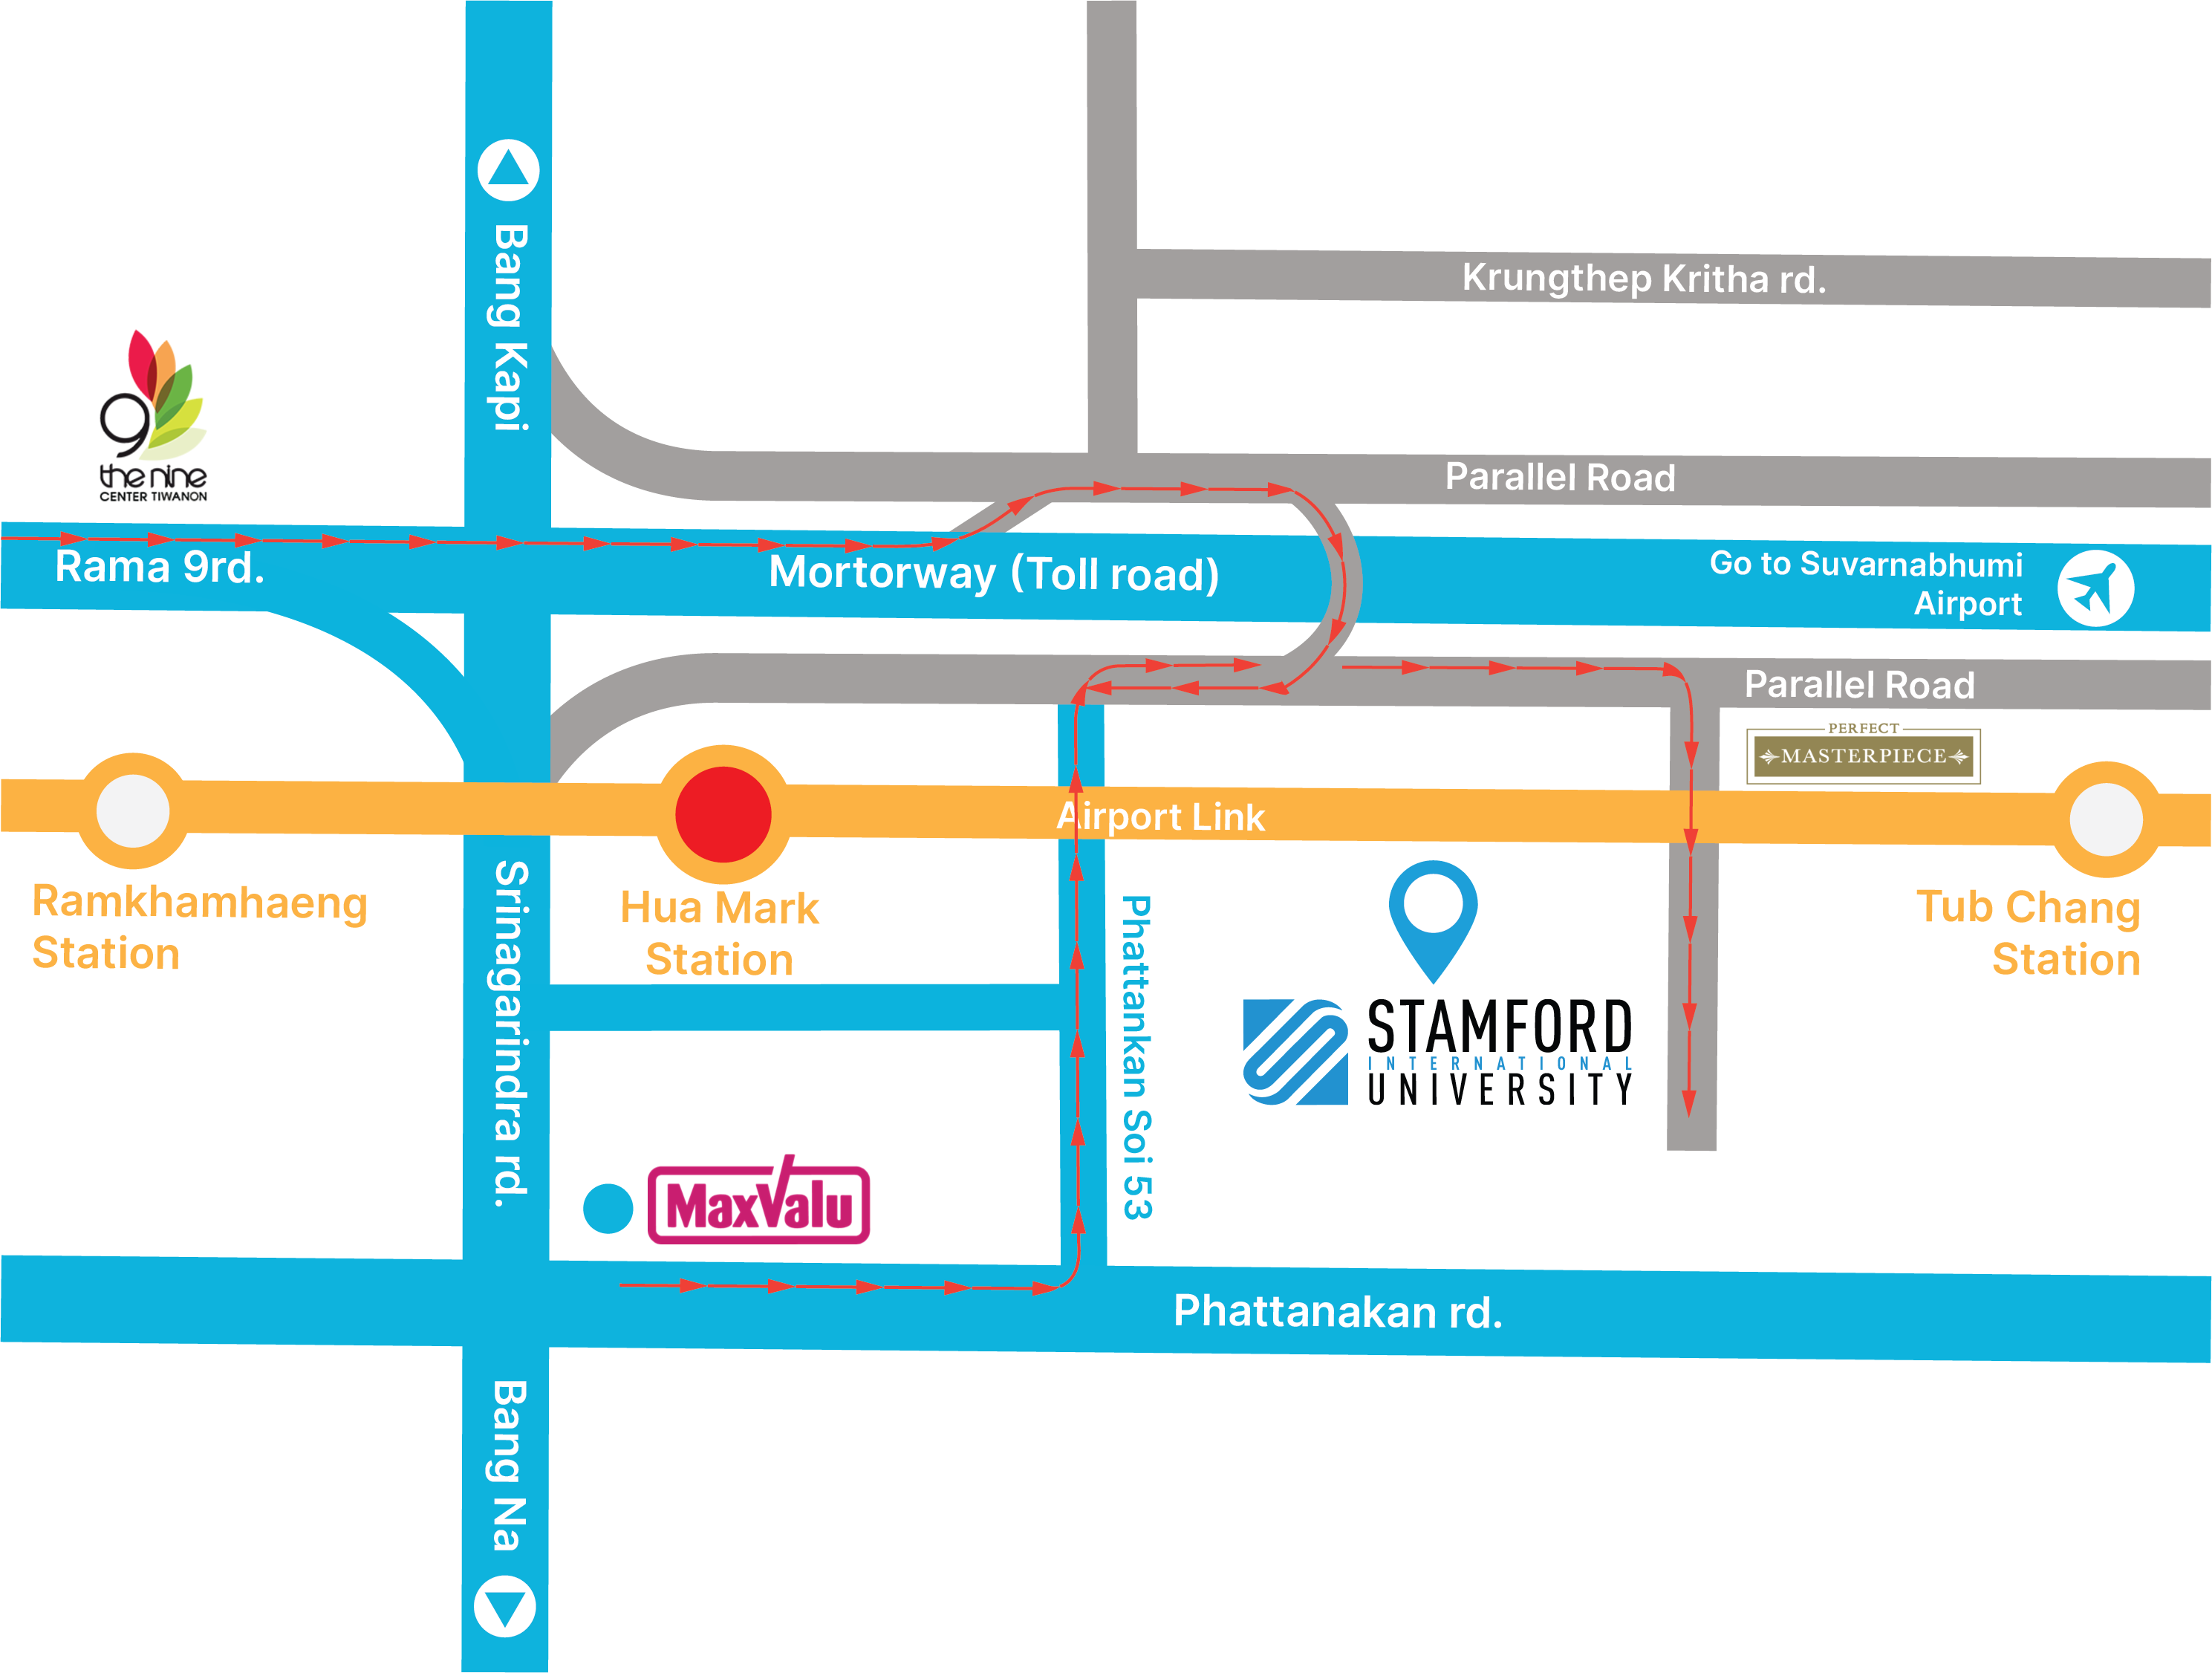 Bang Kapi
Krungthep Kritha rd.
9
the nine
CENTER TIWANON
Parallel Road
Rama 9rd.
Mortorway (Toll road)
Go to Suvarnabhumi
Airport
Parallel Road
PERFECT
MASTERPIECE
Airport Link
Ramkhamhaeng
Station
Hua Mark
Station
Tub Chang
Station
Srinagarindra rd.
Phattankan Soi 53
STAMFORD
INTERNATIONAL
UNIVERSITY
MaxValu
Phattanakan rd.
Bang Na